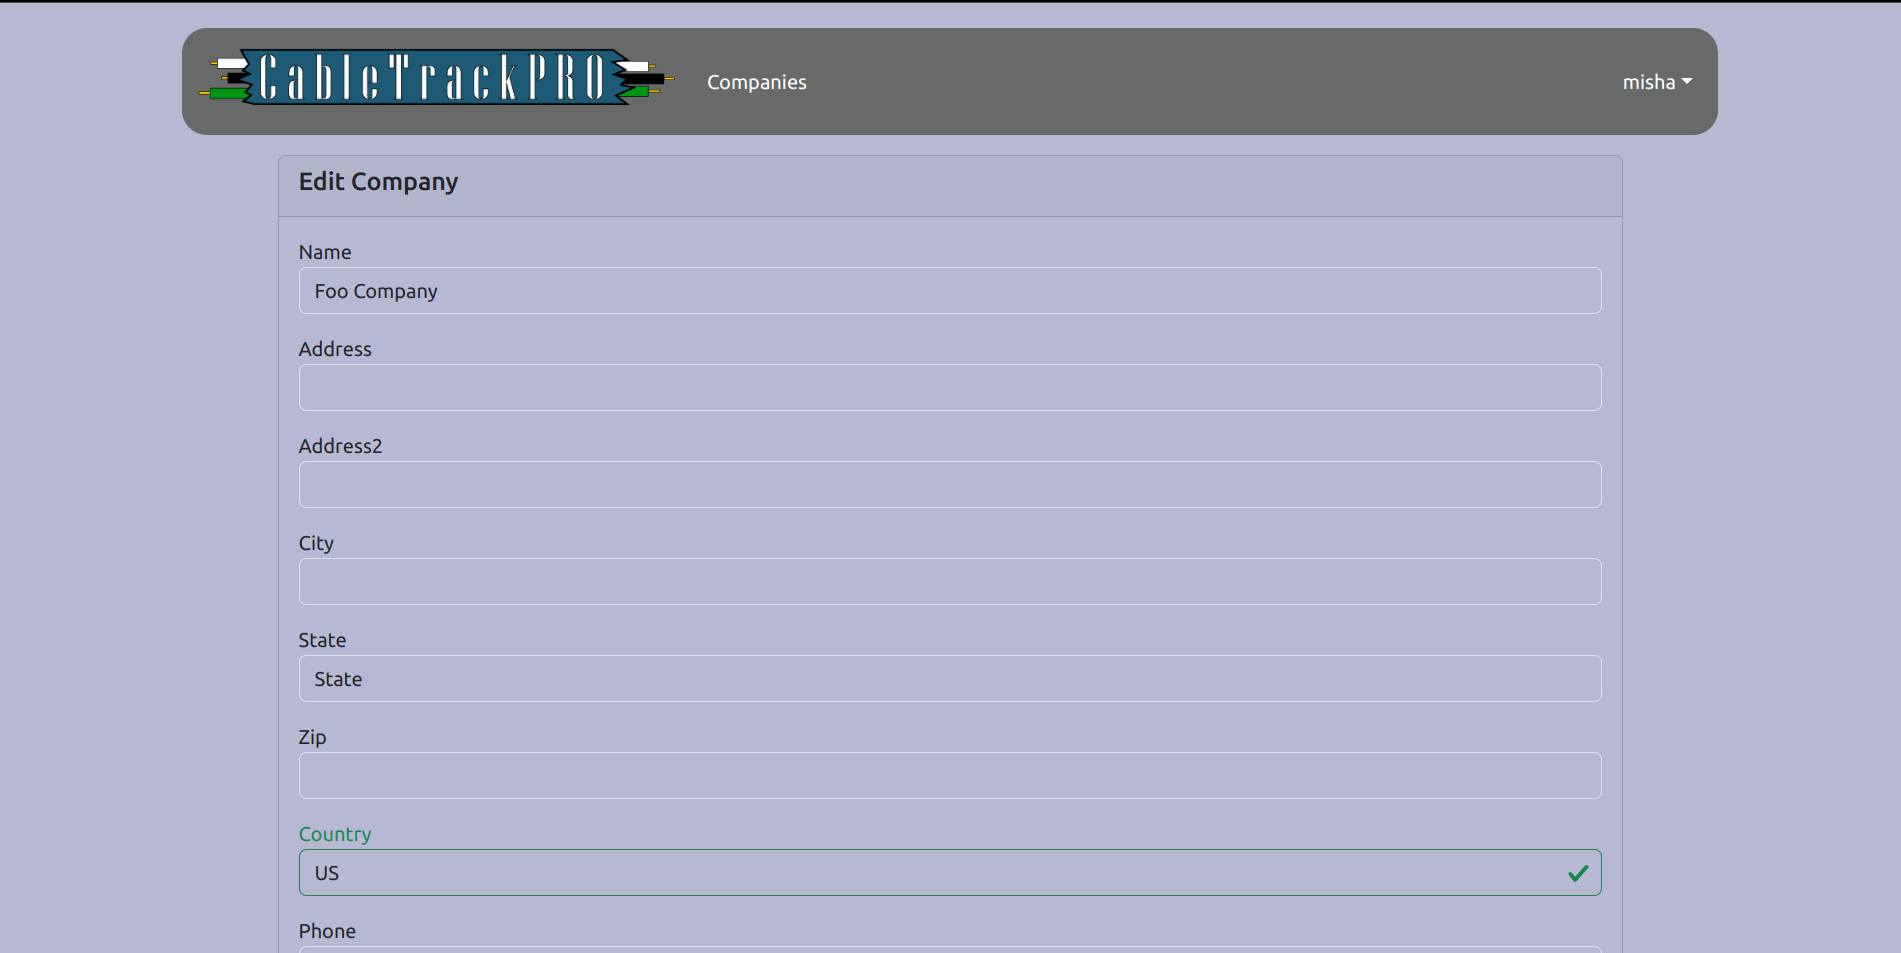 CableTrackPRO
Companies
misha
Edit Company
Name
Foo Company
Address
Address2
City
State
State
Zip
Country
US
Phone